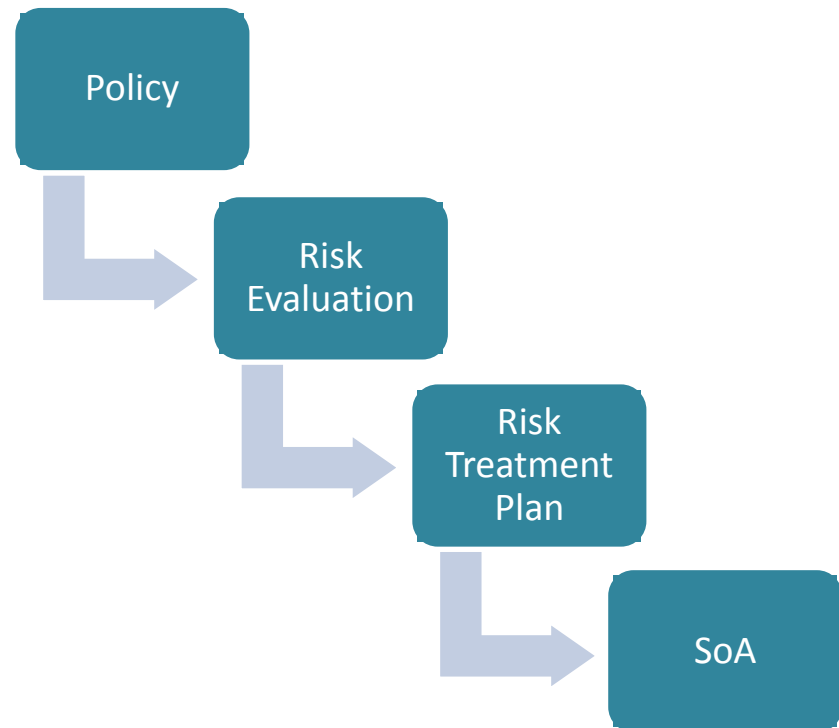 Policy
Risk
Evaluation
Risk
Treatment
Plan
SoA